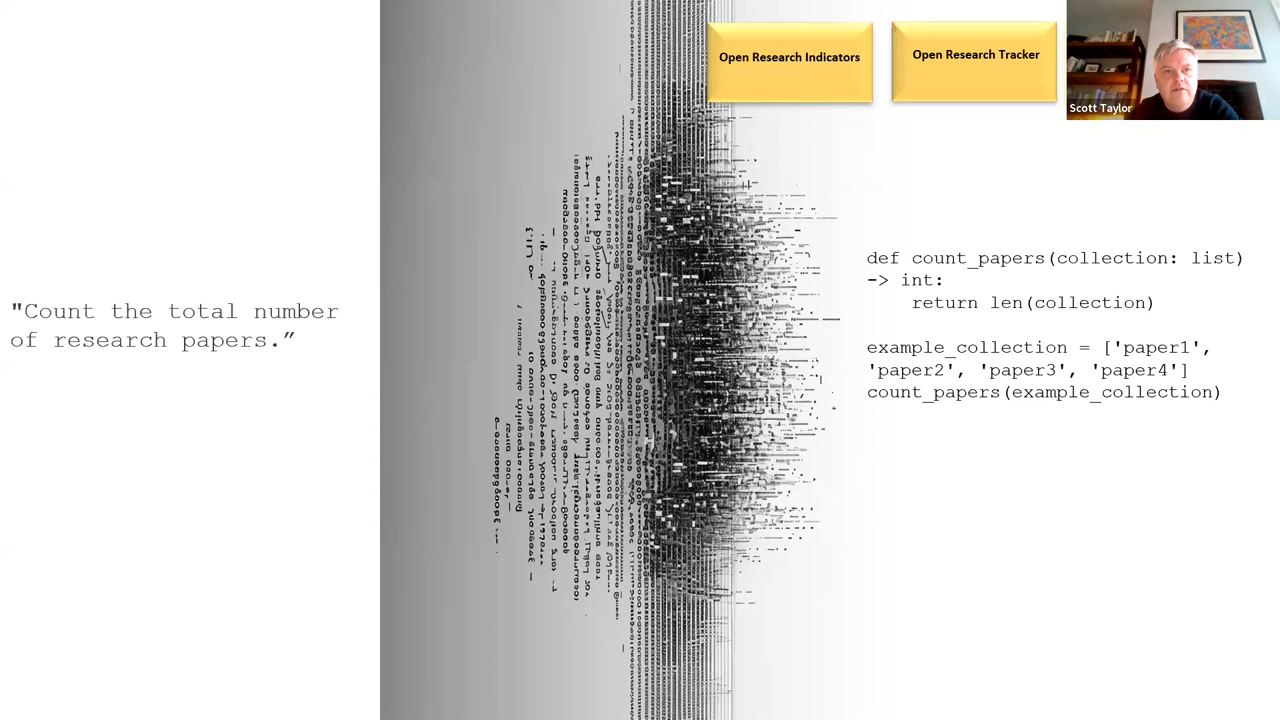 Open Research Indicators
Open Research Tracker
Scott Taylor
"Count the total number
of research papers.”
def count_papers(collection: list)
-> int:
    return len(collection)
example_collection = ['paper1',
'paper2', 'paper3', 'paper4']
count_papers(example_collection)